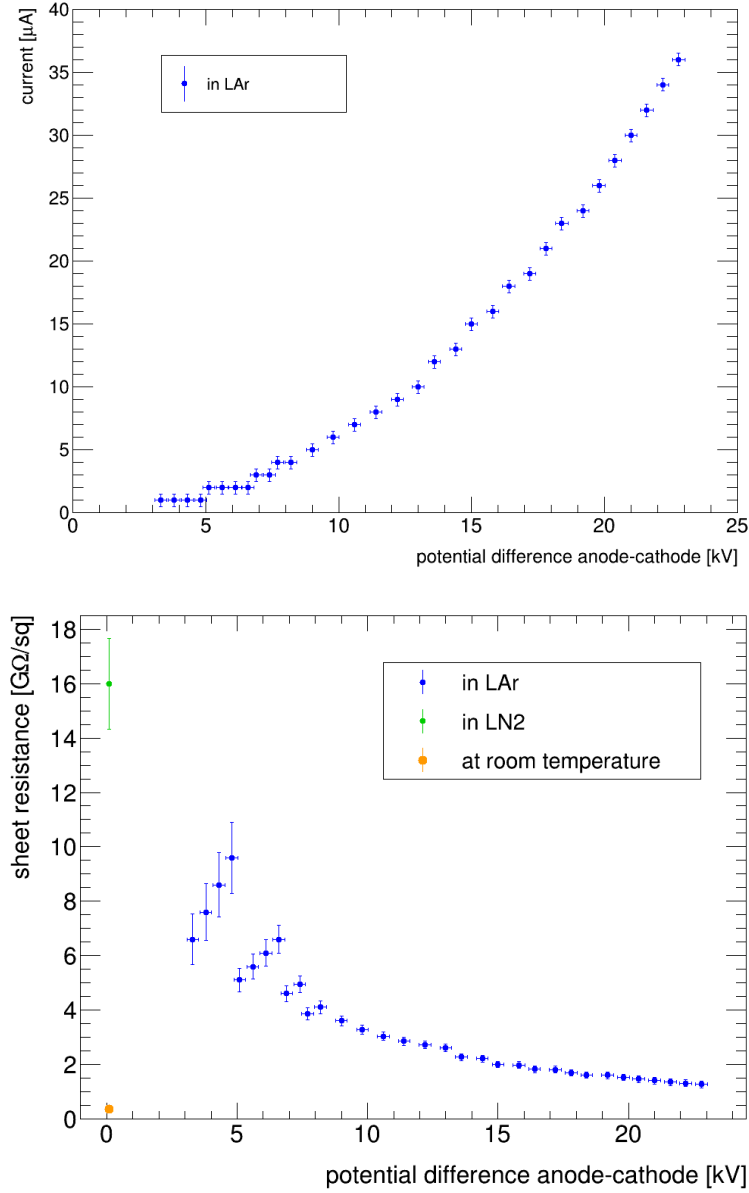 current [μA]
40
35
30
25
20
15
10
5
0
in LAr
0 5 10 15 20 25
potential difference anode-cathode [kV]
sheet resistance [GΩ/sq]
18
16
14
12
10
8
6
4
2
0
in LAr
in LN2
at room temperature
0 5 10 15 20
potential difference anode-cathode [kV]